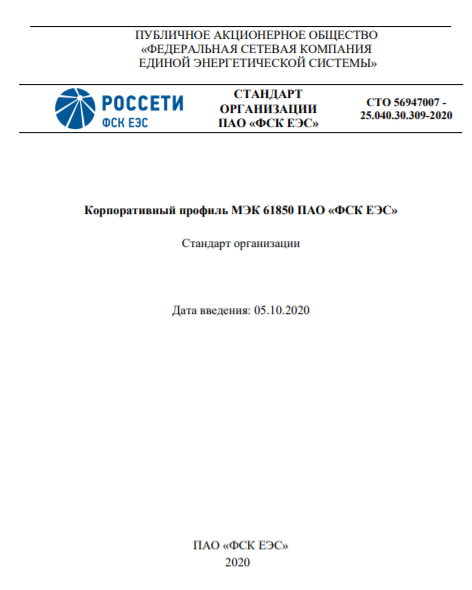 ПУБЛИЧНОЕ АКЦИОНЕРНОЕ ОБЩЕСТВО
«ФЕДЕРАЛЬНАЯ СЕТЕВАЯ КОМПАНИЯ
ЕДИНОЙ ЭНЕРГЕТИЧЕСКОЙ СИСТЕМЫ»
РОССЕТИ
ФСК ЕЭС
СТАНДАРТ
ОРГАНИЗАЦИИ
ПАО «ФСК ЕЭС»
СТО 56947007 -
25.040.30.309-2020
Корпоративный профиль МЭК 61850 ПАО «ФСК ЕЭС»
Стандарт организации
Дата введения: 05.10.2020
ПАО «ФСК ЕЭС»
2020